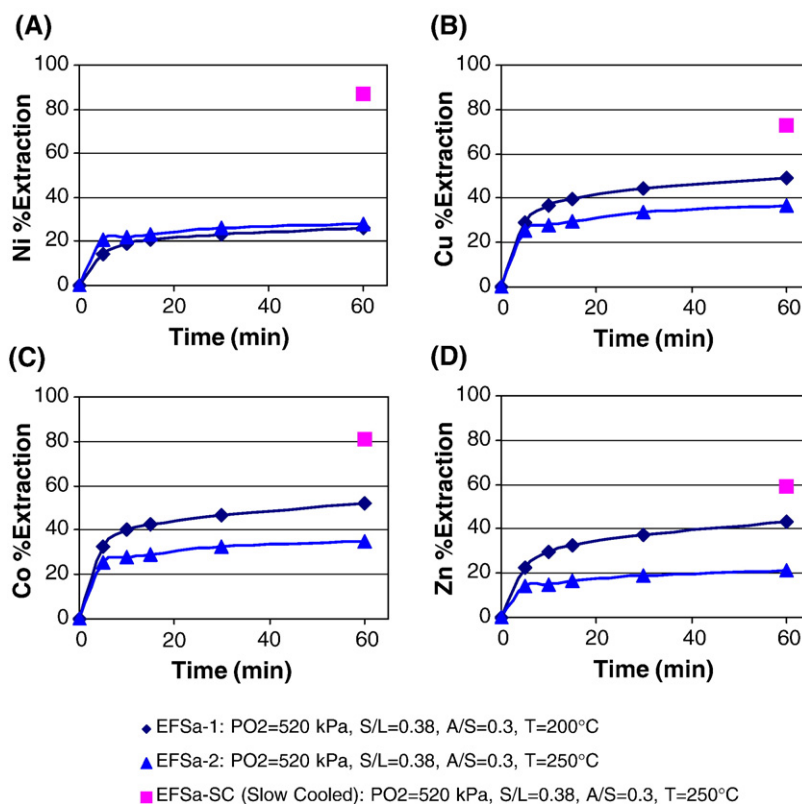 (A)
100
80
60
40
20
0
Ni %Extraction
0 20 40 60
Time (min)
(B)
100
80
60
40
20
0
Cu %Extraction
0 20 40 60
Time (min)
(C)
100
80
60
40
20
0
Co %Extraction
0 20 40 60
Time (min)
(D)
100
80
60
40
20
0
Zn %Extraction
0 20 40 60
Time (min)
EFSa-1: PO2=520 kPa, S/L=0.38, A/S=0.3, T=200°C
EFSa-2: PO2=520 kPa, S/L=0.38, A/S=0.3, T=250°C
EFSa-SC (Slow Cooled): PO2=520 kPa, S/L=0.38, A/S=0.3, T=250°C